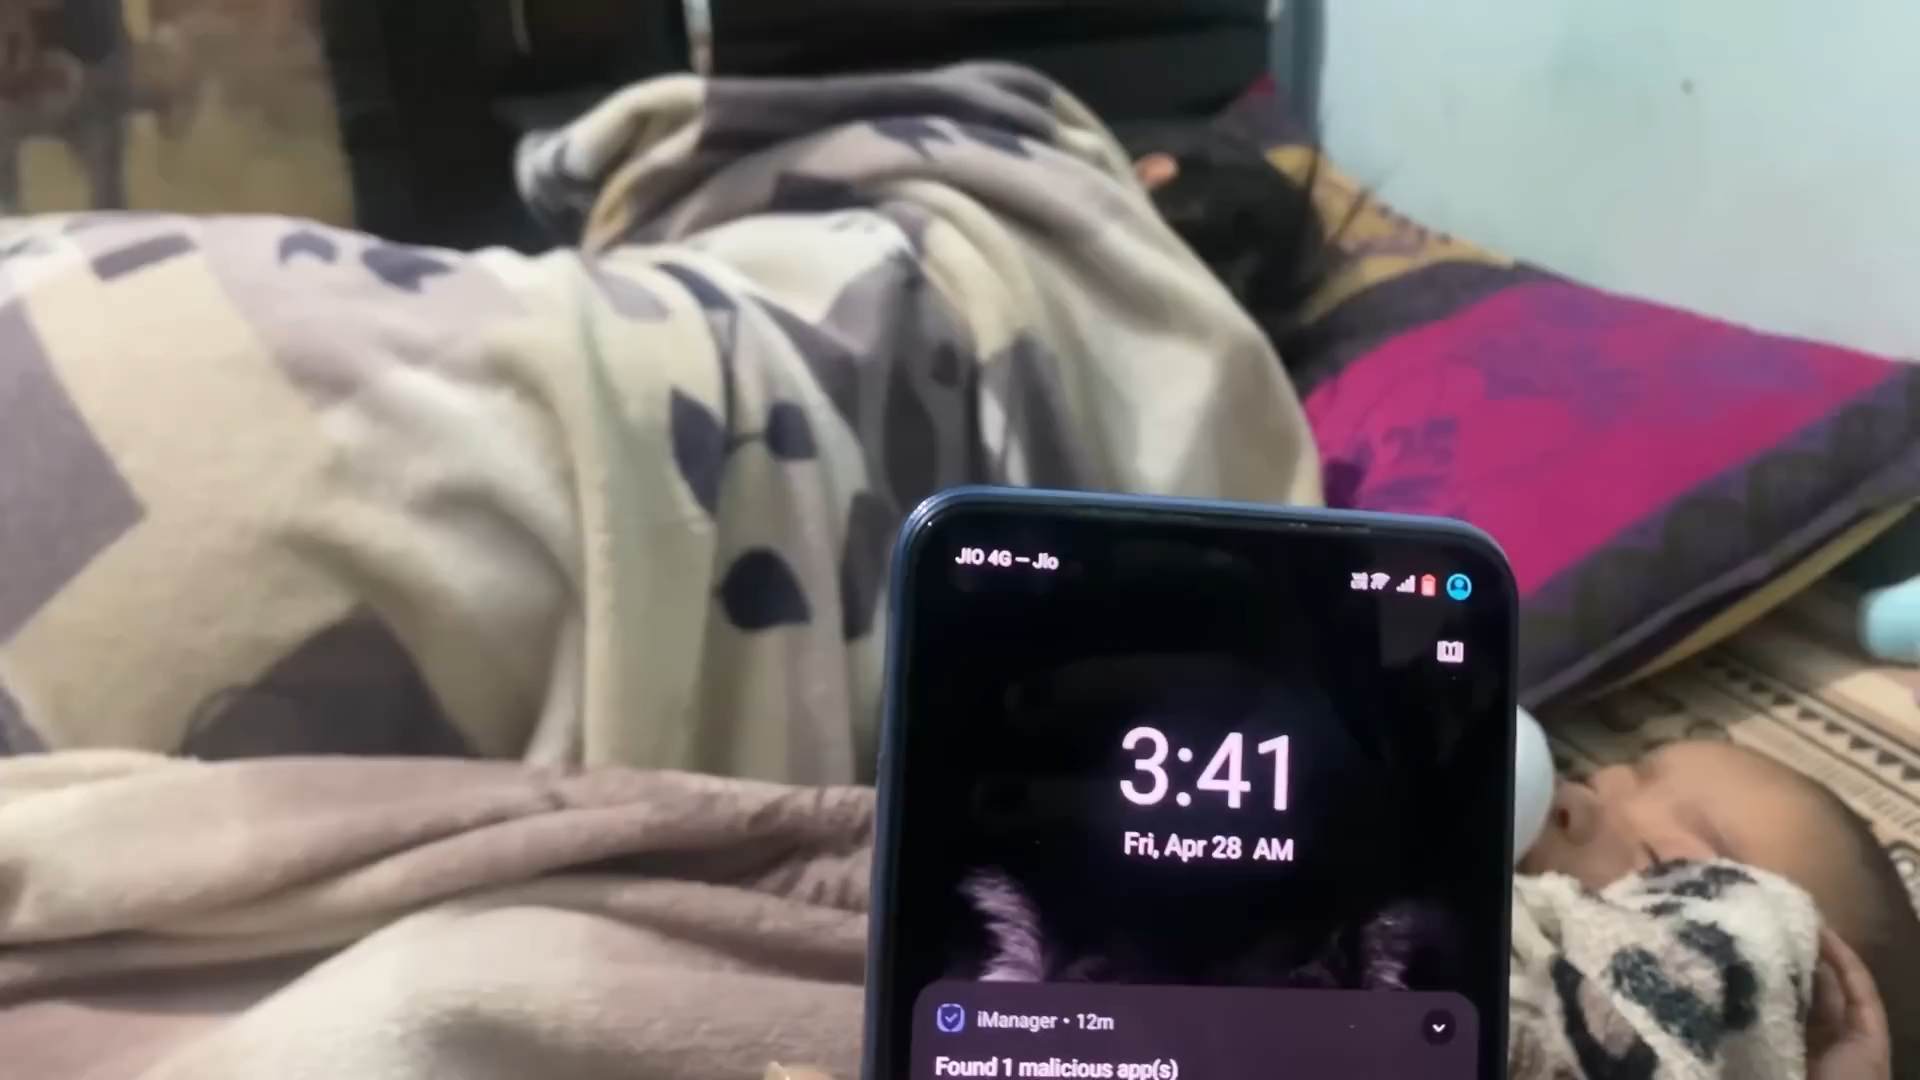 JIO 4G — Jio
3:41
Fri, Apr 28 AM
iManager • 12m
Found 1 malicious app(s)